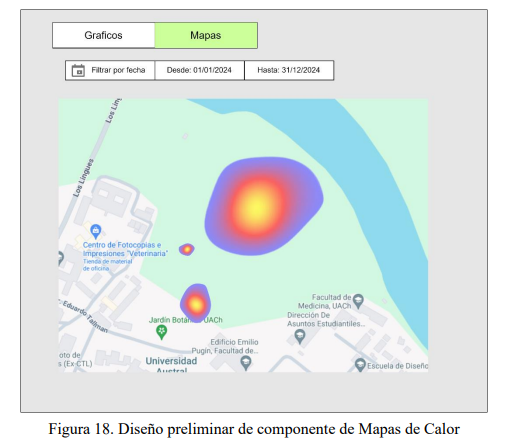 Graficos
Mapas
Filtrar por fecha
Desde: 01/01/2024
Hasta: 31/12/2024
Los Lingues
Los Lingues
Centro de Fotocopias e
Impresiones "Veterinaria"
Tienda de material
de oficina
Eduardo Tallman
Jardín Botánico UACh
Facultad de
Medicina, UACh
Dirección De
Asuntos Estudiantiles...
Edificio Emilio
Pugin, Facultad de...
oto de
s (Ex-CTL)
Universidad
Austral
Escuela de Diseño
Figura 18. Diseño preliminar de componente de Mapas de Calor